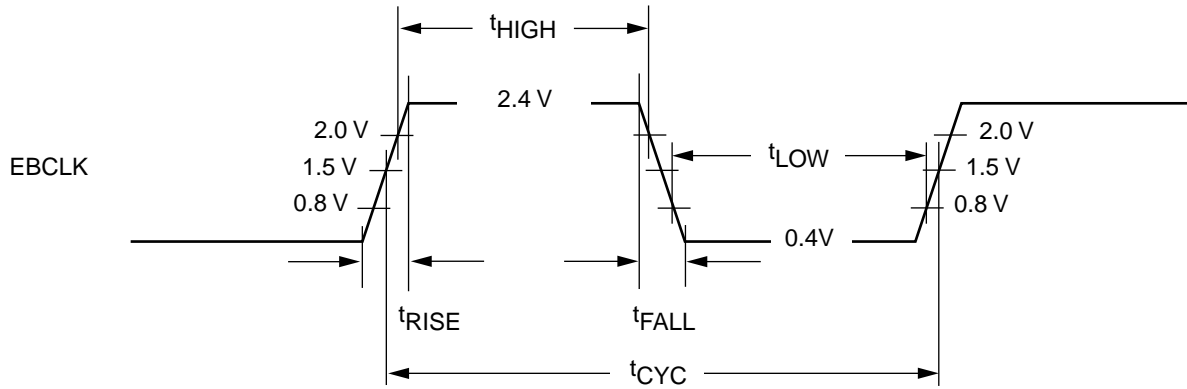 tHIGH
2.4 V
2.0 V
2.0 V
EBCLK
1.5 V
tLOW
1.5 V
0.8 V
0.8 V
0.4V
tRISE
tFALL
tCYC